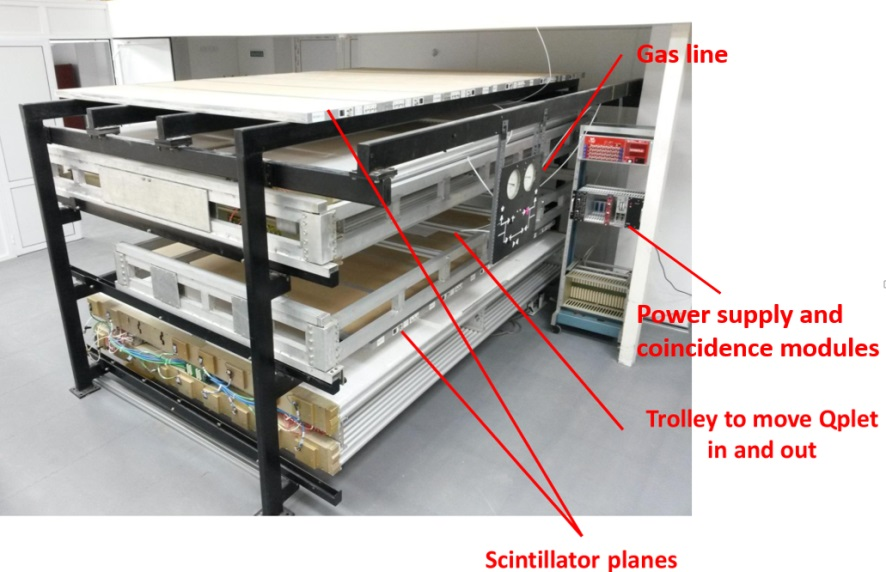 Gas line
Power supply and
coincidence modules
Trolley to move Qplet
in and out
Scintillator planes